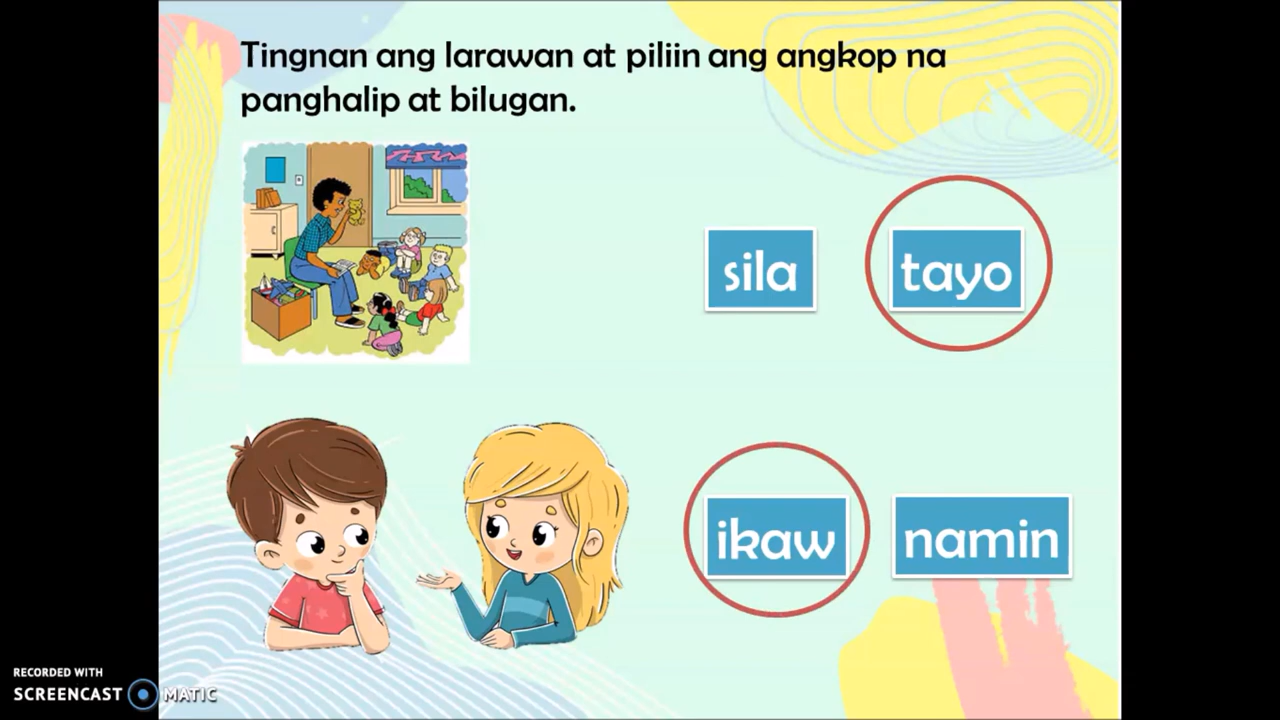 Tingnan ang larawan at piliin ang angkop na
panghalip at bilugan.
sila
tayo
ikaw
namin
RECORDED WITH
SCREENCAST MATIC